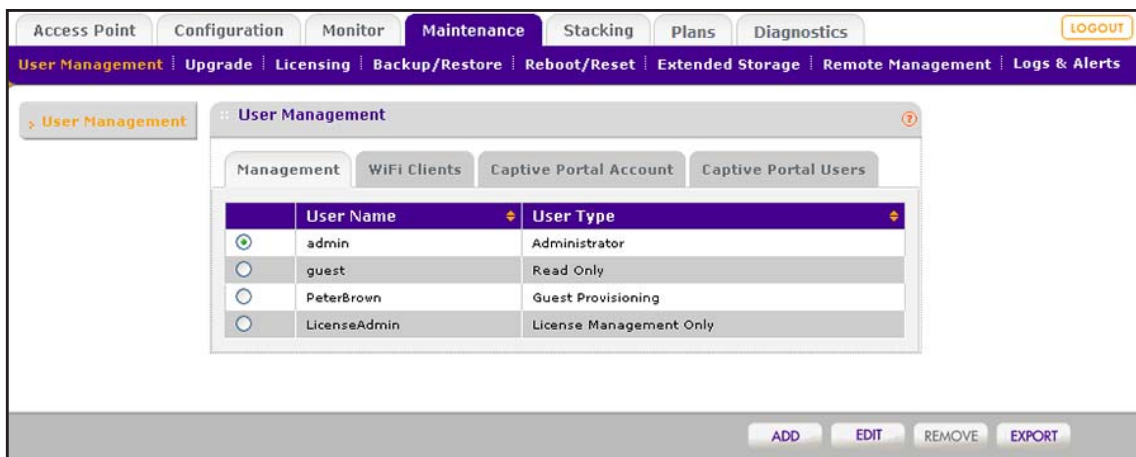 Access Point Configuration Monitor Maintenance Stacking Plans Diagnostics LOGOUT
User Management Upgrade Licensing Backup/Restore Reboot/Reset Extended Storage Remote Management Logs & Alerts
User Management
User Management ?
Management WiFi Clients Captive Portal Account Captive Portal Users
User Name User Type
admin Administrator
guest Read Only
PeterBrown Guest Provisioning
LicenseAdmin License Management Only
ADD EDIT REMOVE EXPORT